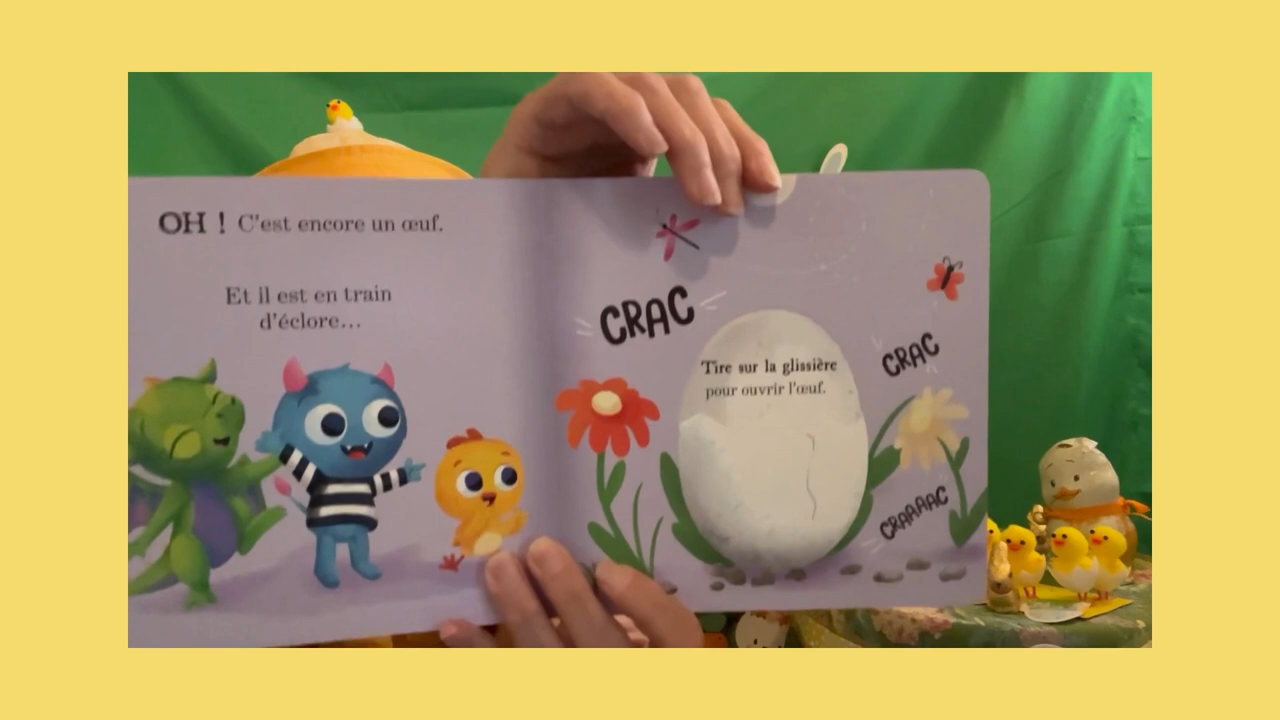 OH ! C'est encore un œuf.
Et il est en train
d'éclore...
CRAC
Tire sur la glissière
pour ouvrir l'œuf.
CRAC
CRAAAAC